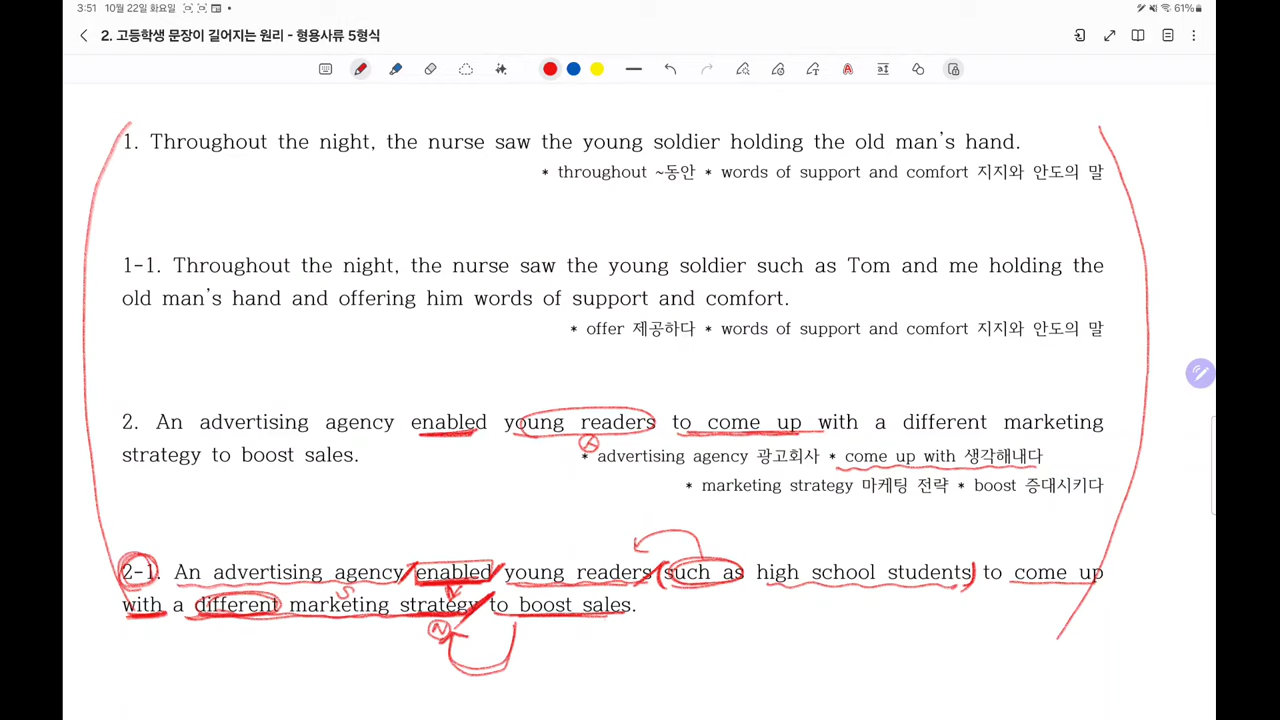 3:51 10월 22일 화요일 61%
2. 고등학생 문장이 길어지는 원리 - 형용사류 5형식
1. Throughout the night, the nurse saw the young soldier holding the old man's hand.
* throughout ~동안 * words of support and comfort 지지와 안도의 말
1-1. Throughout the night, the nurse saw the young soldier such as Tom and me holding the
old man's hand and offering him words of support and comfort.
* offer 제공하다 * words of support and comfort 지지와 안도의 말
2. An advertising agency enabled young readers to come up with a different marketing
strategy to boost sales.
* advertising agency 광고회사 * come up with 생각해내다
* marketing strategy 마케팅 전략 * boost 증대시키다
2-1. An advertising agency enabled young readers such as high school students to come up
S V
with a different marketing strategy to boost sales.
N